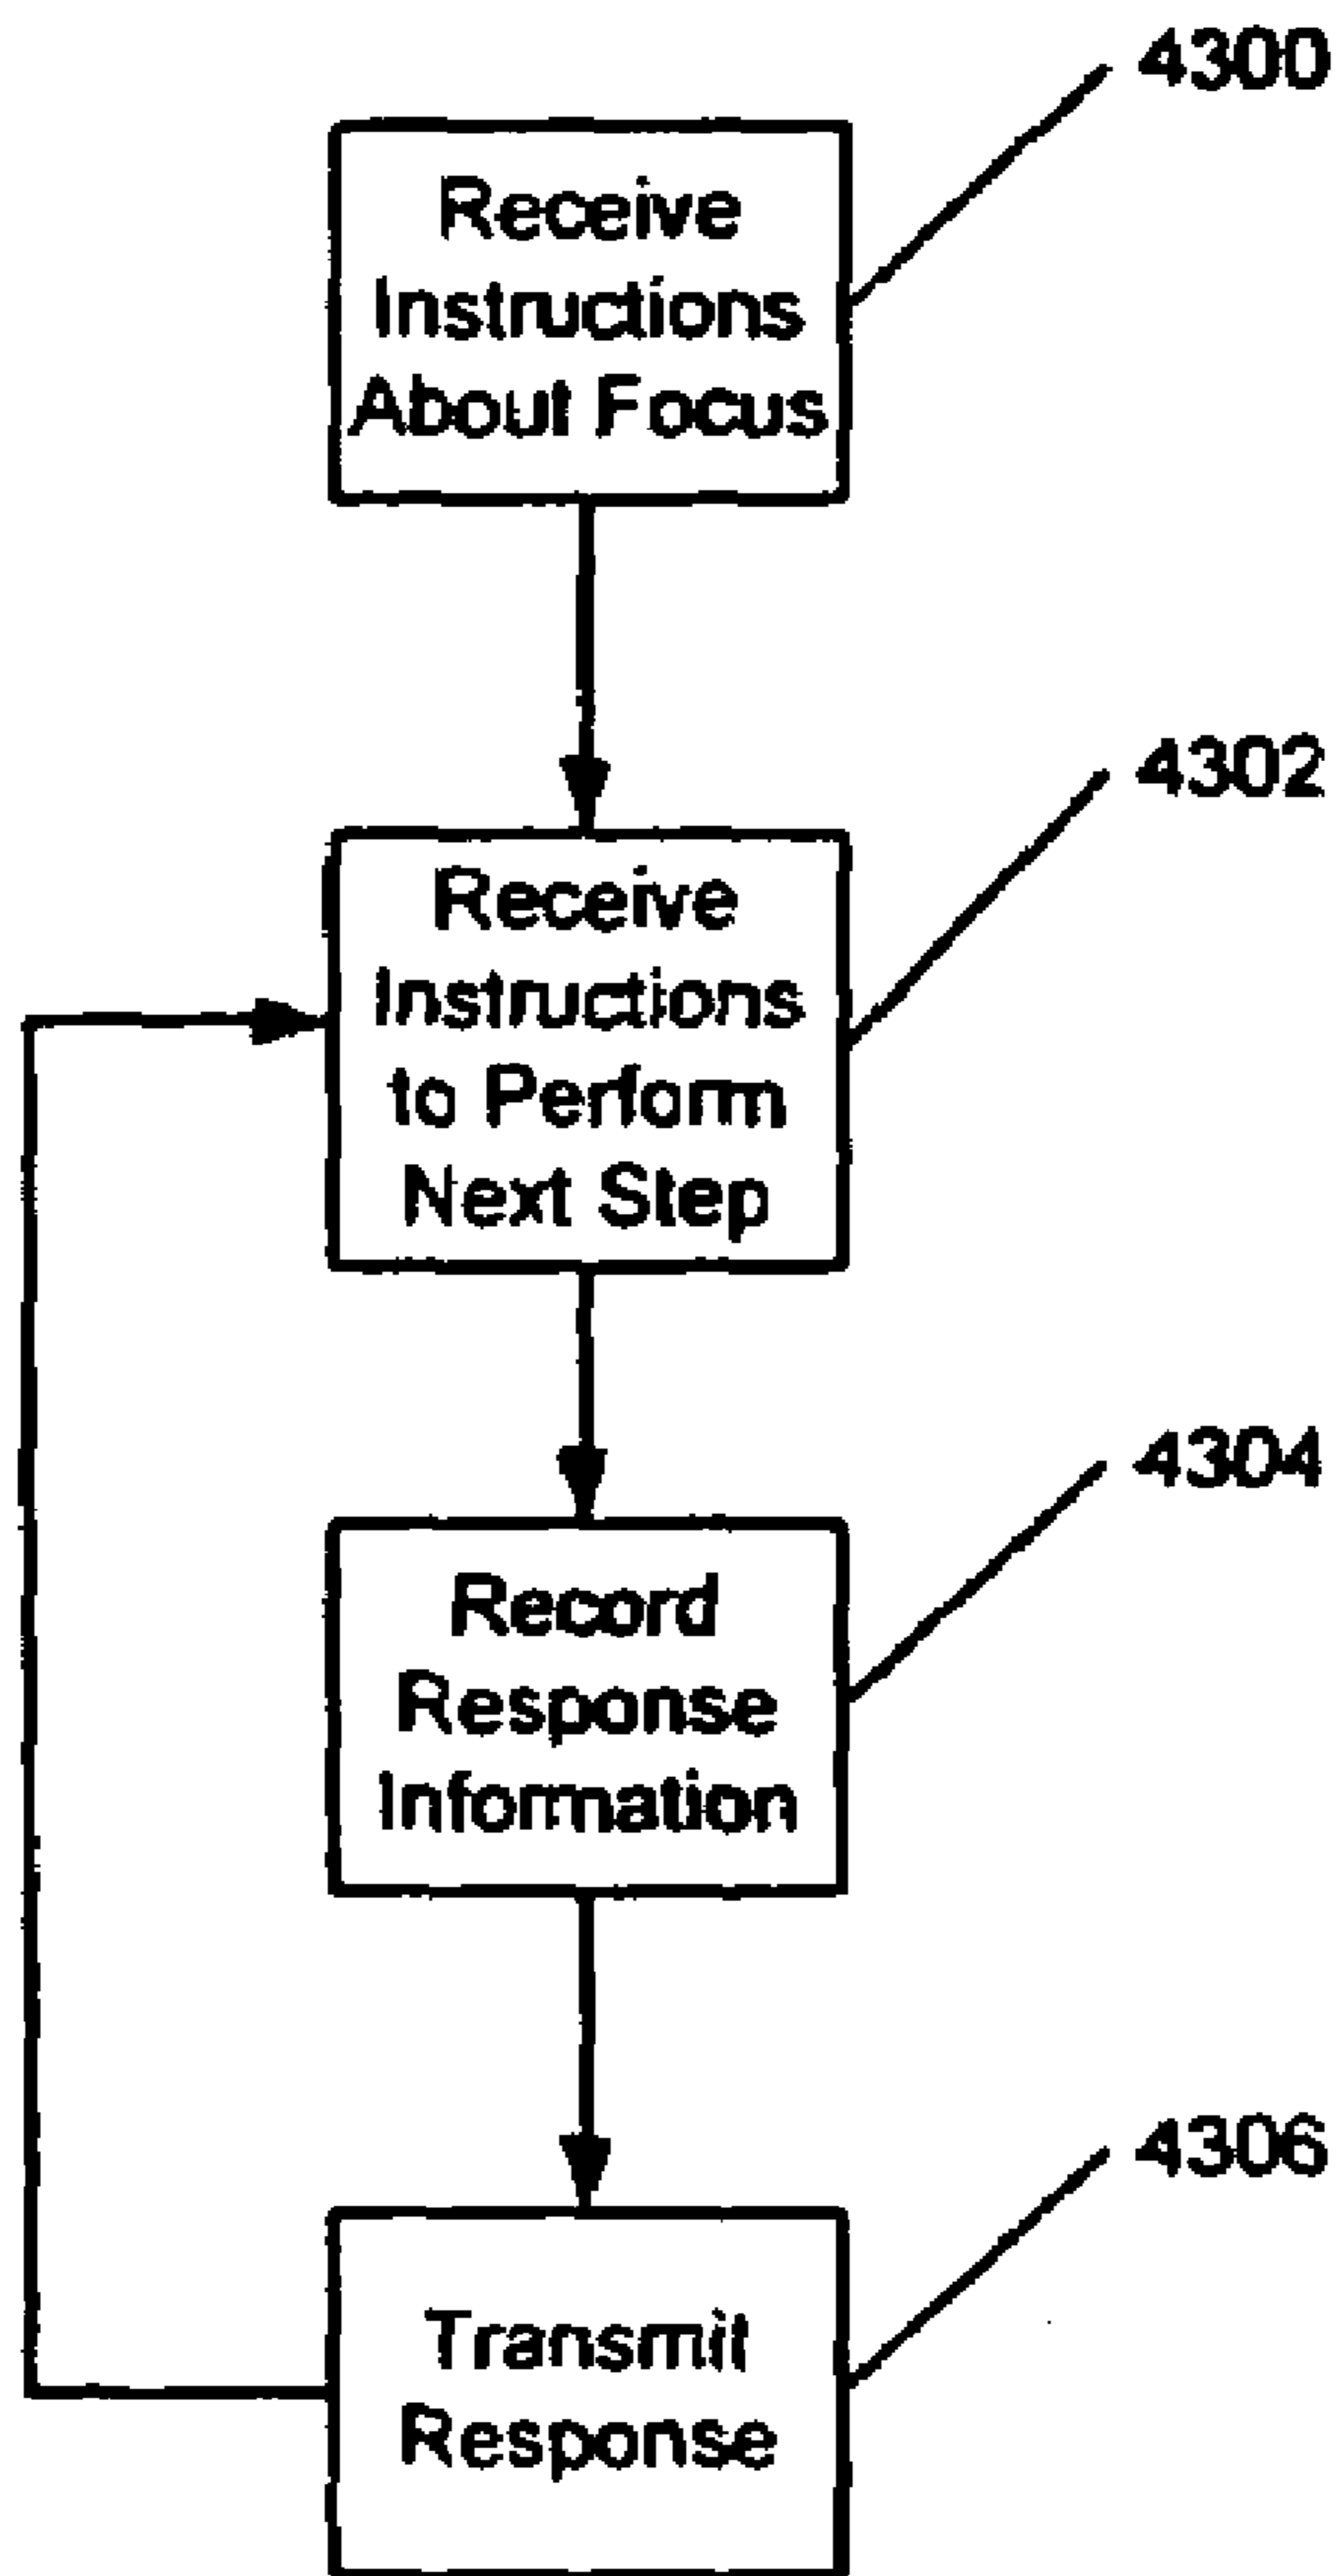 4300
Receive
Instructions
About Focus
4302
Receive
Instructions
to Perform
Next Step
4304
Record
Response
Information
4306
Transmit
Response